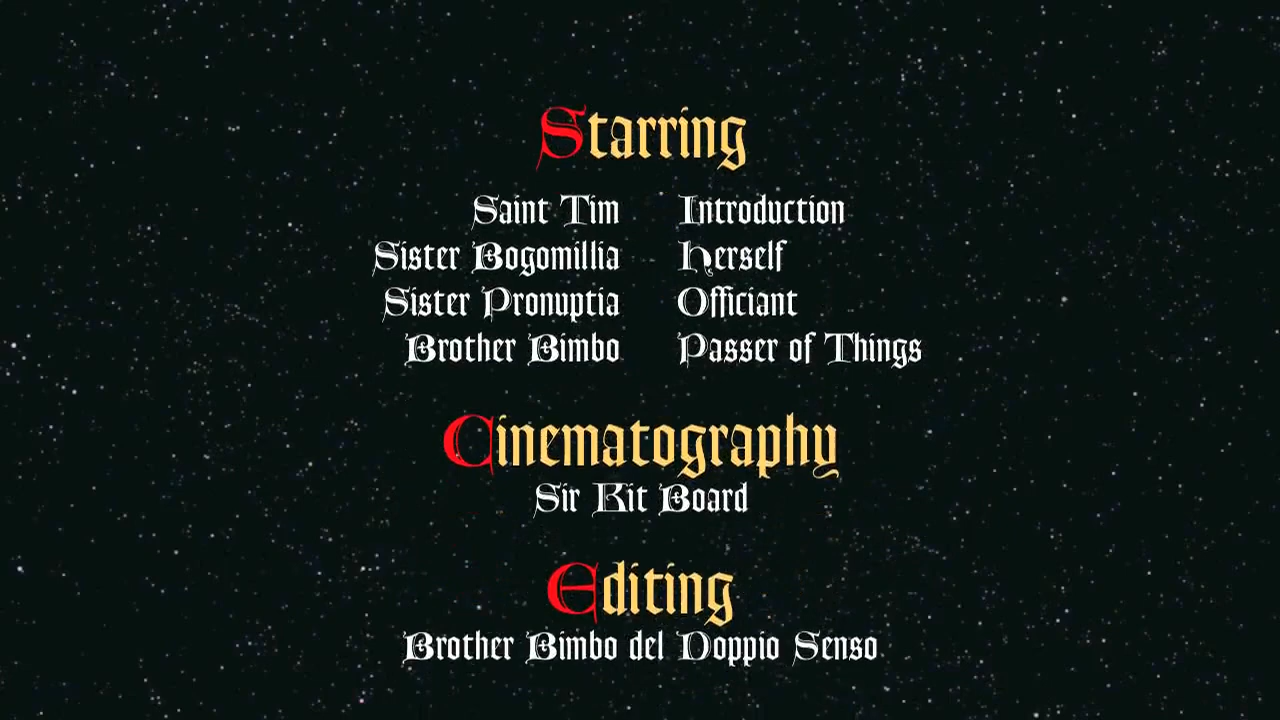 Starring
Saint Tim Introduction
Sister Bogomillia Herself
Sister Pronuptia Officiant
Brother Bimbo Passer of Things
Cinematography
Sir Kit Board
Editing
Brother Bimbo del Doppio Senso